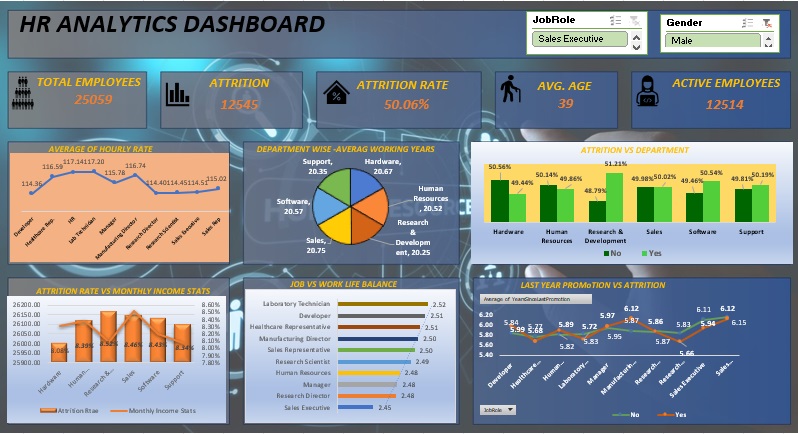 HR ANALYTICS DASHBOARD
JobRole
Sales Executive
Gender
Male
TOTAL EMPLOYEES
25059
ATTRITION
12545
ATTRITION RATE
50.06%
AVG. AGE
39
ACTIVE EMPLOYEES
12514
AVERAGE OF HOURLY RATE
114.36 116.59 117.14 117.20 115.78 116.74 114.40 114.45 114.51 115.02
Developer
Healthcare Rep.
HR
Lab Technician
Manager
Manufacturing Director
Research Director
Research Scientist
Sales Executive
Sales Rep
DEPARTMENT WISE -AVERAG WORKING YEARS
Support, 20.35
Hardware, 20.67
Human Resources, 20.52
Research & Development, 20.25
Sales, 20.75
Software, 20.57
ATTRITION VS DEPARTMENT
50.56% 49.44% 50.14% 49.86% 48.79% 51.21% 49.98% 50.02% 49.46% 50.54% 49.81% 50.19%
Hardware
Human Resources
Research & Development
Sales
Software
Support
No Yes
ATTRITION RATE VS MONTHLY INCOME STATS
26200.00
26150.00
26100.00
26050.00
26000.00
25950.00
25900.00
8.60%
8.50%
8.40%
8.30%
8.20%
8.10%
8.00%
7.90%
7.80%
Hardware
Human...
Research &...
Sales
Software
Support
Attrition Rtae Monthly Income Stats
JOB VS WORK LIFE BALANCE
Laboratory Technician 2.52
Developer 2.51
Healthcare Representative 2.51
Manufacturing Director 2.50
Sales Representative 2.50
Research Scientist 2.49
Human Resources 2.48
Manager 2.48
Research Director 2.48
Sales Executive 2.45
LAST YEAR PROMOTION VS ATTRITION
Average of YearsSinceLastPromotion
6.20
6.00
5.80
5.60
5.40
5.84 5.99 5.68 5.77 5.89 5.82 5.72 5.83 5.97 5.95 6.12 5.87 5.86 5.87 5.83 5.66 6.11 5.94 6.12 6.15
Developer
Healthcare...
Human...
Laboratory...
Manager
Manufacturin...
Research...
Research...
Sales Executive
Sales...
JobRole
No Yes